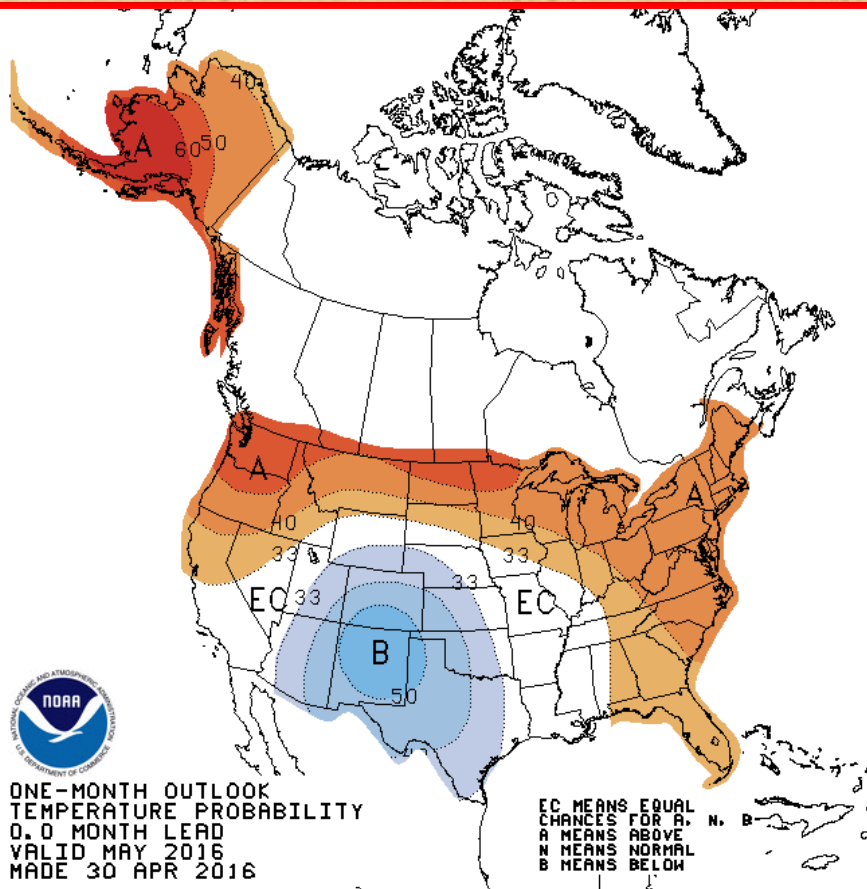 40
A
60 50
A
A
40
40
33
33
33
EC
33
EC
B
50
NATIONAL OCEANIC AND ATMOSPHERIC ADMINISTRATION
NOAA
U.S. DEPARTMENT OF COMMERCE
ONE-MONTH OUTLOOK
TEMPERATURE PROBABILITY
0.0 MONTH LEAD
VALID MAY 2016
MADE 30 APR 2016
EC MEANS EQUAL
CHANCES FOR A, N, B
A MEANS ABOVE
N MEANS NORMAL
B MEANS BELOW